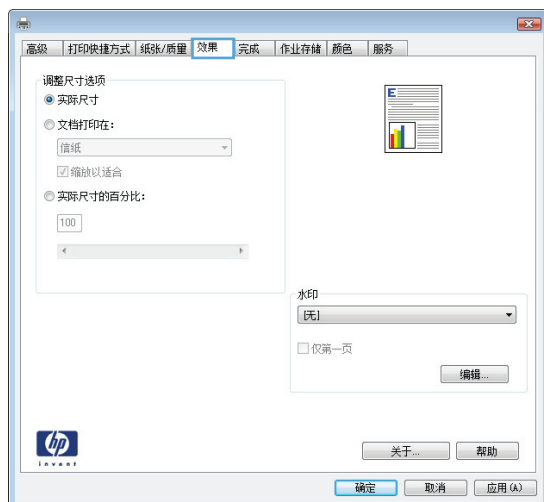 高级 打印快捷方式 纸张/质量 效果 完成 作业存储 颜色 服务
调整尺寸选项
实际尺寸
文档打印在:
信纸
缩放以适合
实际尺寸的百分比:
100
E
水印
[无]
仅第一页
编辑...
hp
invent
关于... 帮助
确定 取消 应用(A)